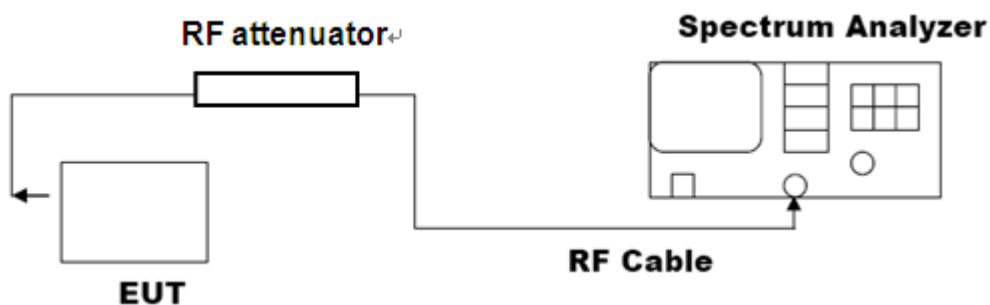 RF attenuator↵
Spectrum Analyzer
RF Cable
EUT